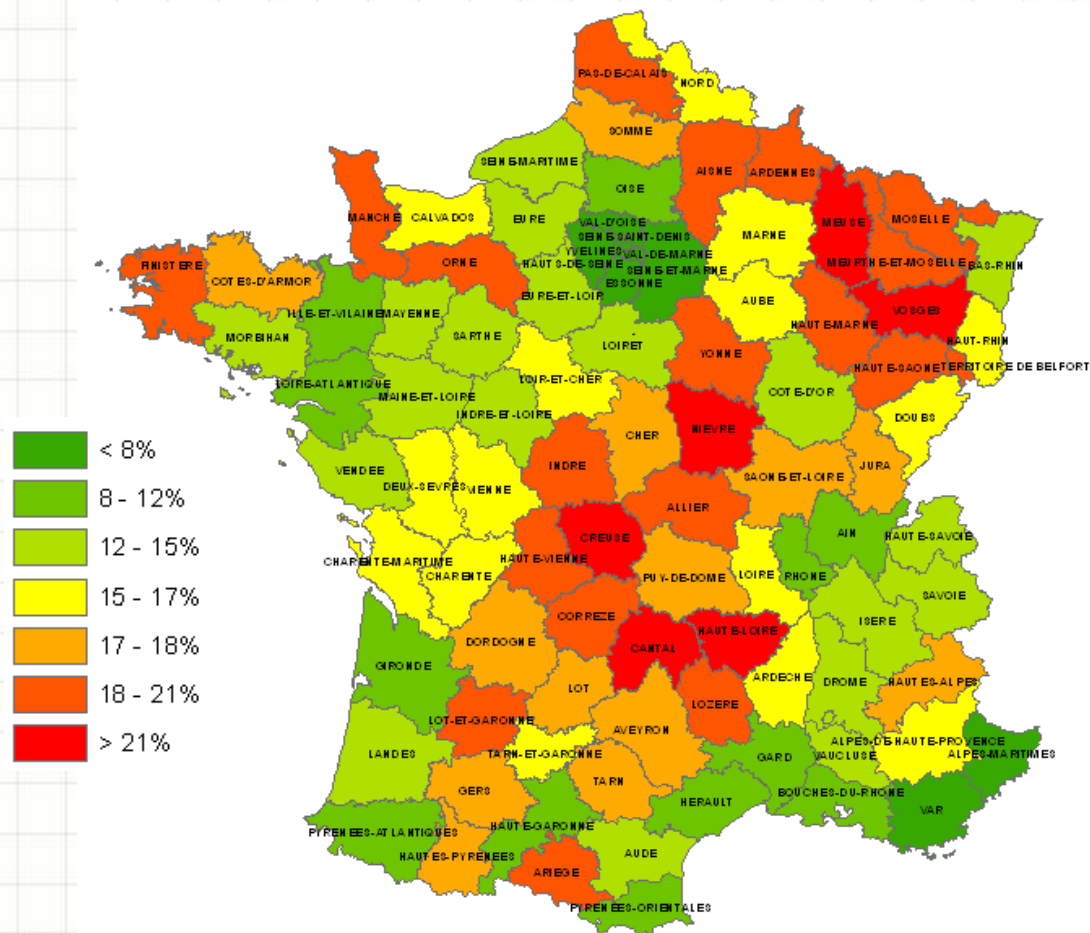 PAS-DE-CALAIS
NORD
SOMME
SEINE-MARITIME
AISNE
ARDENNES
OISE
MANCHE
CALVADOS
EURE
VAL-D'OISE
SEINE-SAINT-DENIS
MARNE
MEUSE
MOSELLE
YVELINES
VAL-DE-MARNE
HAUTS-DE-SEINE
SEINE-ET-MARNE
MEURTHE-ET-MOSELLE
BAS-RHIN
FINISTERE
COTES-D'ARMOR
ORNE
ESSONNE
EURE-ET-LOIR
AUBE
VOSGES
ILLE-ET-VILAINE
MAYENNE
HAUTE-MARNE
MORBIHAN
SARTHE
LOIRET
YONNE
HAUT-RHIN
HAUTE-SAONE
TERRITOIRE DE BELFORT
LOIRE-ATLANTIQUE
MAINE-ET-LOIRE
LOIR-ET-CHER
COTE-D'OR
INDRE-ET-LOIRE
DOUBS
CHER
NIEVRE
< 8%
VENDEE
INDRE
JURA
DEUX-SEVRES
VIENNE
SAONE-ET-LOIRE
8 - 12%
ALLIER
CREUSE
AIN
HAUTE-SAVOIE
12 - 15%
CHARENTE-MARITIME
HAUTE-VIENNE
CHARENTE
PUY-DE-DOME
LOIRE
RHONE
15 - 17%
SAVOIE
CORREZE
ISERE
17 - 18%
DORDOGNE
CANTAL
HAUTE-LOIRE
GIRONDE
ARDECHE
DROME
HAUTES-ALPES
18 - 21%
LOT
LOZERE
LOT-ET-GARONNE
AVEYRON
> 21%
LANDES
TARN-ET-GARONNE
GARD
VAUCLUSE
ALPES-DE-HAUTE-PROVENCE
ALPES-MARITIMES
GERS
TARN
HERAULT
BOUCHES-DU-RHONE
VAR
PYRENEES-ATLANTIQUES
HAUTE-GARONNE
HAUTES-PYRENEES
AUDE
ARIEGE
PYRENEES-ORIENTALES